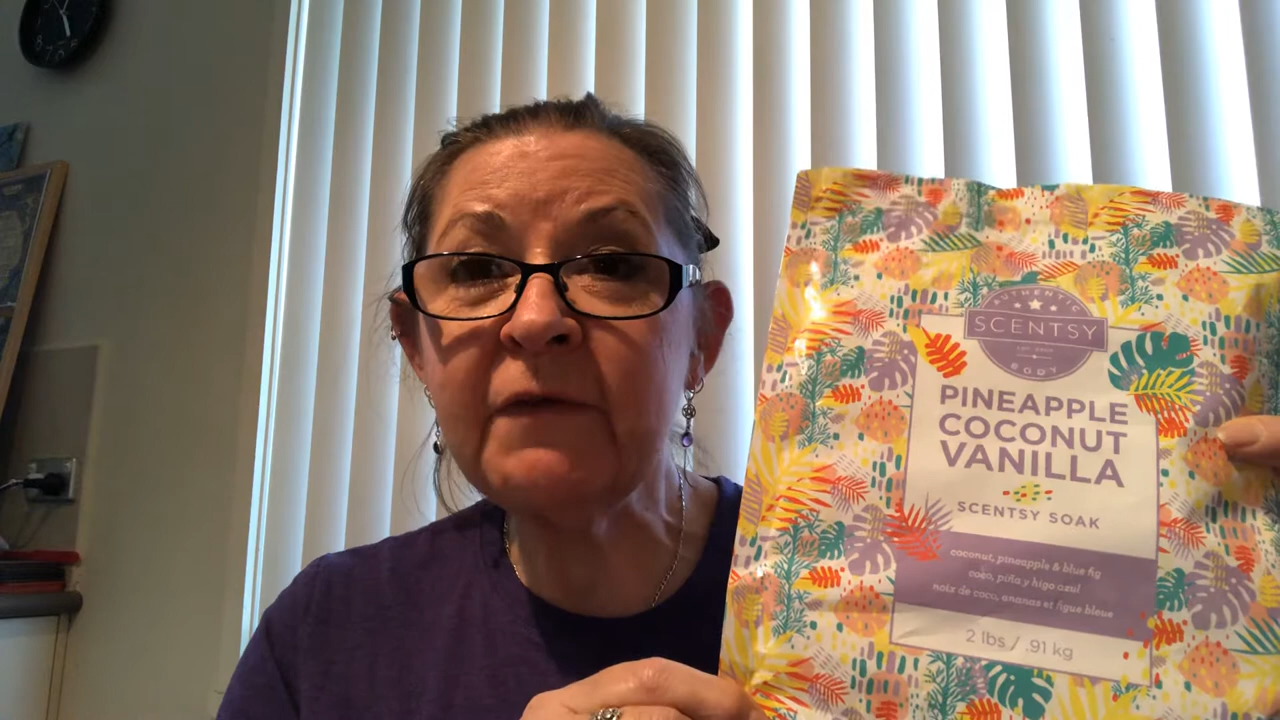 AUTHENTIC
SCENTSY
BODY
PINEAPPLE
COCONUT
VANILLA
SCENTSY SOAK
coconut, pineapple & blue fig
coco, piña y higo azul
noix de coco, ananas et figue bleue
2 lbs / .91 kg